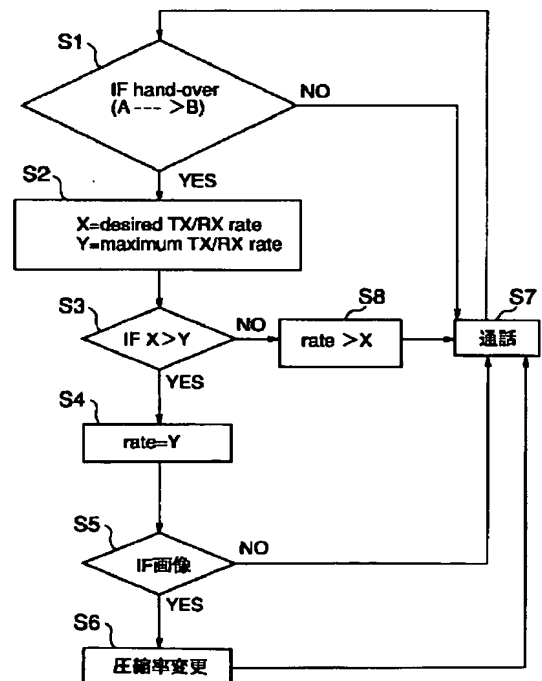 S1
IF hand-over
(A --- >B)
NO
YES
S2
X=desired TX/RX rate
Y=maximum TX/RX rate
S3
IF X>Y
NO
YES
S8
rate >X
S7
通話
S4
rate=Y
S5
IF画像
NO
YES
S6
圧縮率変更